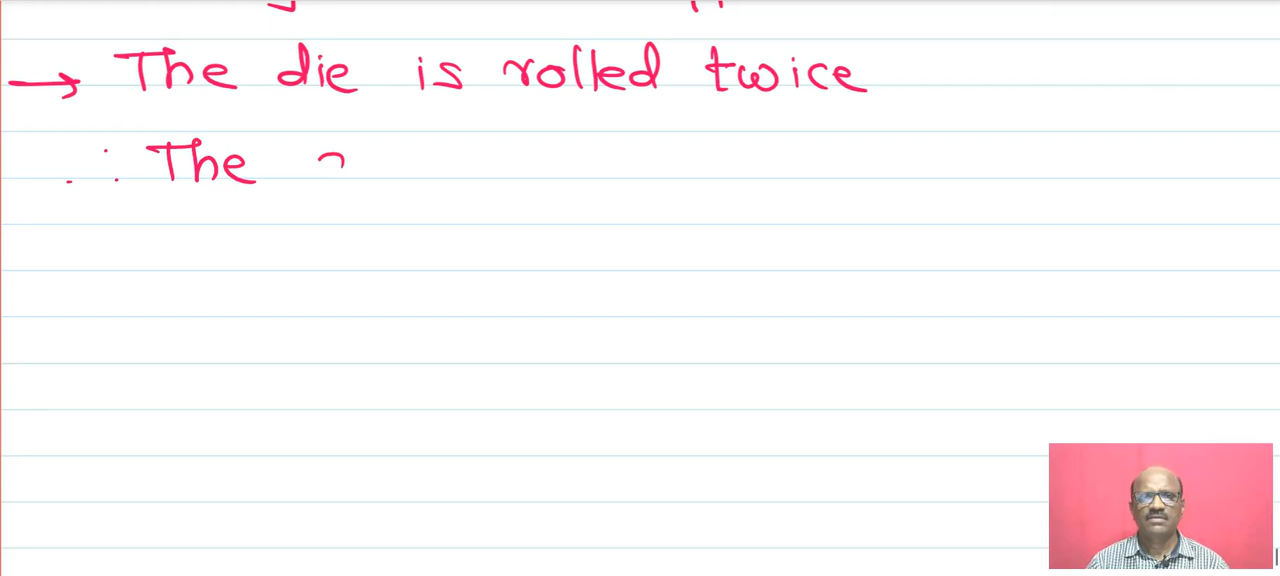 → The die is rolled twice
∴ The